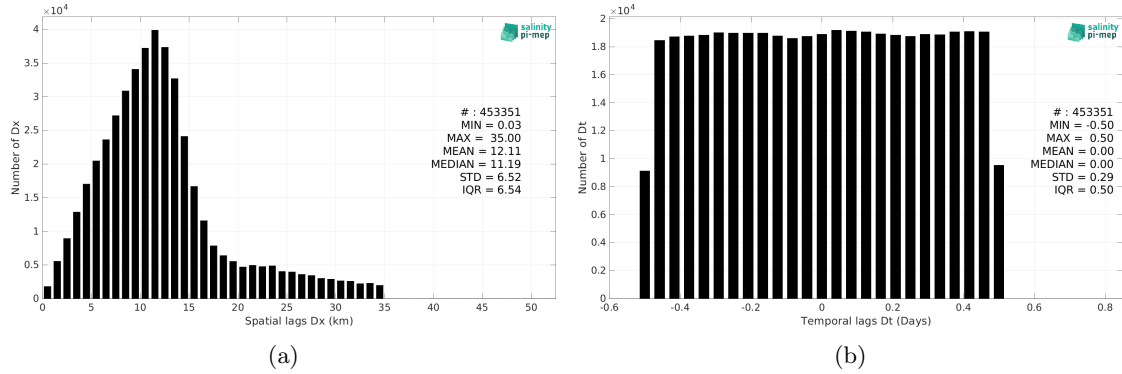 ×10⁴
4
3.5
3
2.5
2
1.5
1
0.5
0
Number of Dx
0 5 10 15 20 25 30 35 40 45 50
Spatial lags Dx (km)
salinity
pi-mep
# : 453351
MIN = 0.03
MAX = 35.00
MEAN = 12.11
MEDIAN = 11.19
STD = 6.52
IQR = 6.54
(a)
×10⁴
2
1.8
1.6
1.4
1.2
1
0.8
0.6
0.4
0.2
0
Number of Dt
-0.6 -0.4 -0.2 0 0.2 0.4 0.6 0.8
Temporal lags Dt (Days)
salinity
pi-mep
# : 453351
MIN = -0.50
MAX = 0.50
MEAN = 0.00
MEDIAN = 0.00
STD = 0.29
IQR = 0.50
(b)